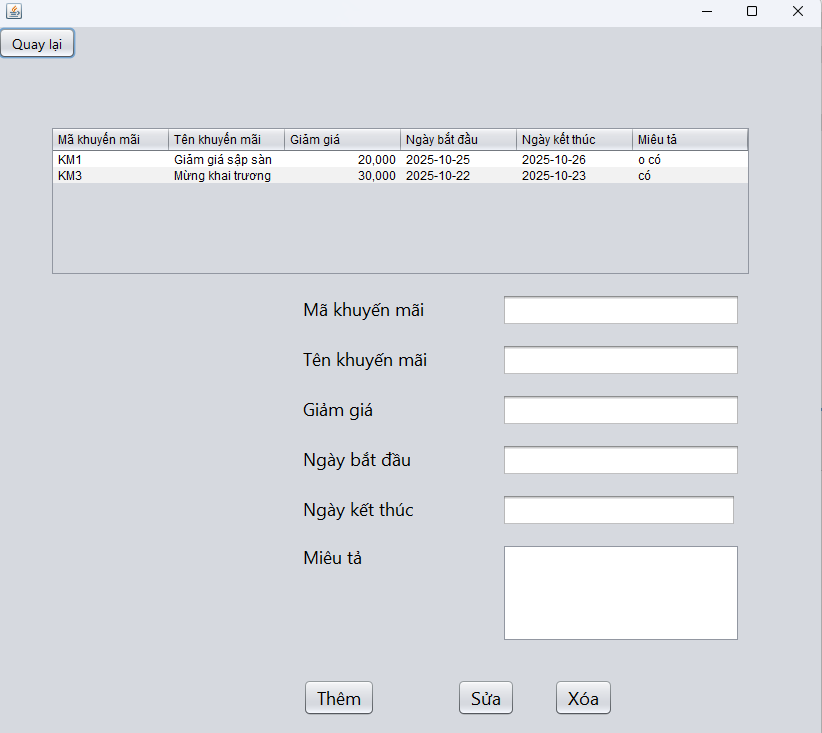 Quay lại
Mã khuyến mãi Tên khuyến mãi Giảm giá Ngày bắt đầu Ngày kết thúc Miêu tả
KM1 Giảm giá sập sàn 20,000 2025-10-25 2025-10-26 o có
KM3 Mừng khai trương 30,000 2025-10-22 2025-10-23 có
Mã khuyến mãi
Tên khuyến mãi
Giảm giá
Ngày bắt đầu
Ngày kết thúc
Miêu tả
Thêm Sửa Xóa